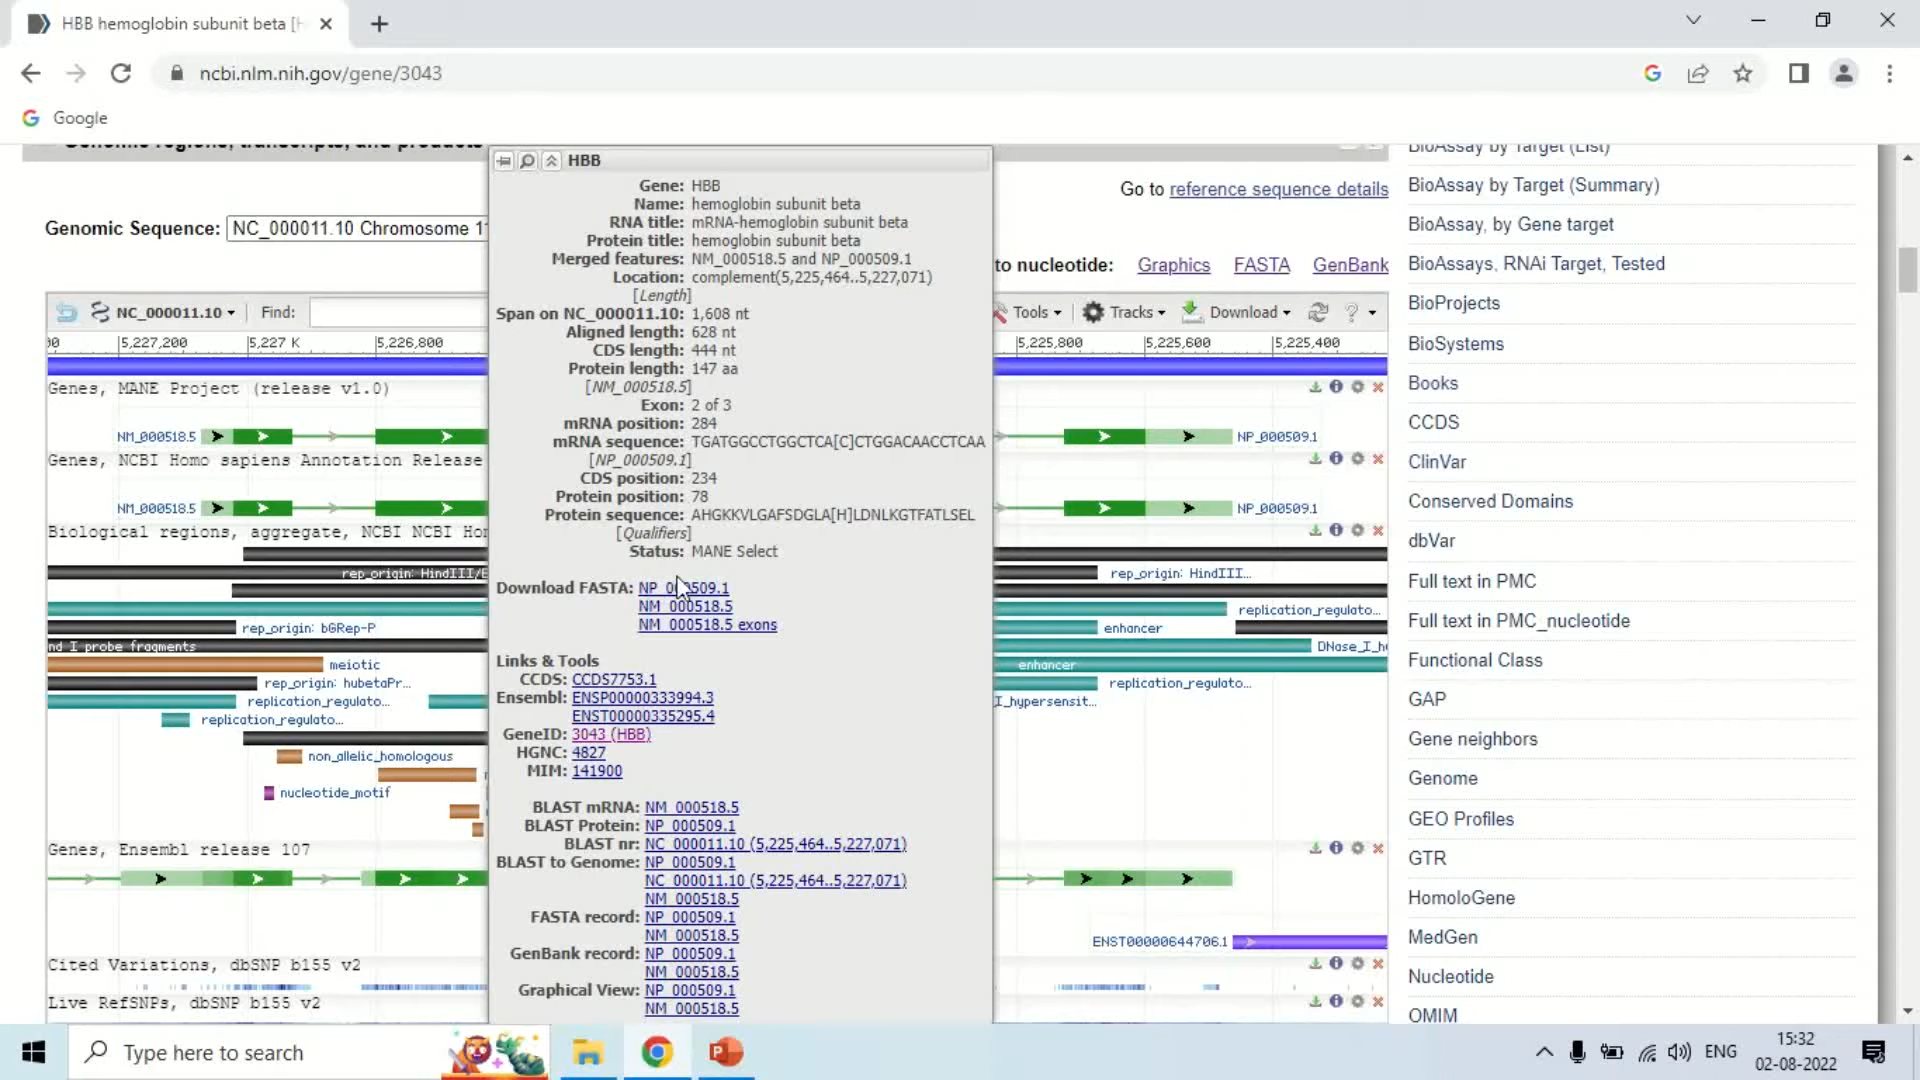 HBB hemoglobin subunit beta [H
ncbi.nlm.nih.gov/gene/3043
Google
Genomic regions, transcripts, and products
Go to reference sequence details
Genomic Sequence: NC_000011.10 Chromosome 11
to nucleotide: Graphics FASTA GenBank
NC_000011.10 Find: Tools Tracks Download ?
5,227,200 5,227 K 5,226,800 5,225,800 5,225,600 5,225,400
Genes, MANE Project (release v1.0)
NM_000518.5 NP_000509.1
Genes, NCBI Homo sapiens Annotation Release
NM_000518.5 NP_000509.1
Biological regions, aggregate, NCBI NCBI Ho
rep_origin: HindIII/E rep_origin: HindIII...
replication_regulato...
rep_origin: bGRep-P enhancer
nd I probe fragments DNase_I_h
meiotic enhancer
rep_origin: hubetaPr... replication_regulato...
replication_regulato... I_hypersensit...
replication_regulato...
non_allelic_homologous
nucleotide_motif
Genes, Ensembl release 107
ENST00000644706.1
Cited Variations, dbSNP b155 v2
Live RefSNPs, dbSNP b155 v2
HBB
Gene: HBB
Name: hemoglobin subunit beta
RNA title: mRNA-hemoglobin subunit beta
Protein title: hemoglobin subunit beta
Merged features: NM_000518.5 and NP_000509.1
Location: complement(5,225,464..5,227,071)
[Length]
Span on NC_000011.10: 1,608 nt
Aligned length: 628 nt
CDS length: 444 nt
Protein length: 147 aa
[NM_000518.5]
Exon: 2 of 3
mRNA position: 284
mRNA sequence: TGATGGCCTGGCTCA[C]CTGGACAACCTCAA
[NP_000509.1]
CDS position: 234
Protein position: 78
Protein sequence: AHGKKVLGAFSDGLA[H]LDNLKGTFATLSEL
[Qualifiers]
Status: MANE Select
Download FASTA: NP_000509.1
NM_000518.5
NM_000518.5 exons
Links & Tools
CCDS: CCDS7753.1
Ensembl: ENSP00000333994.3
ENST00000335295.4
GeneID: 3043 (HBB)
HGNC: 4827
MIM: 141900
BLAST mRNA: NM_000518.5
BLAST Protein: NP_000509.1
BLAST nr: NC_000011.10 (5,225,464..5,227,071)
BLAST to Genome: NP_000509.1
NC_000011.10 (5,225,464..5,227,071)
NM_000518.5
FASTA record: NP_000509.1
NM_000518.5
GenBank record: NP_000509.1
NM_000518.5
Graphical View: NP_000509.1
NM_000518.5
BioAssay by Target (List)
BioAssay by Target (Summary)
BioAssay, by Gene target
BioAssays, RNAi Target, Tested
BioProjects
BioSystems
Books
CCDS
ClinVar
Conserved Domains
dbVar
Full text in PMC
Full text in PMC_nucleotide
Functional Class
GAP
Gene neighbors
Genome
GEO Profiles
GTR
HomoloGene
MedGen
Nucleotide
OMIM
Type here to search
ENG
15:32
02-08-2022